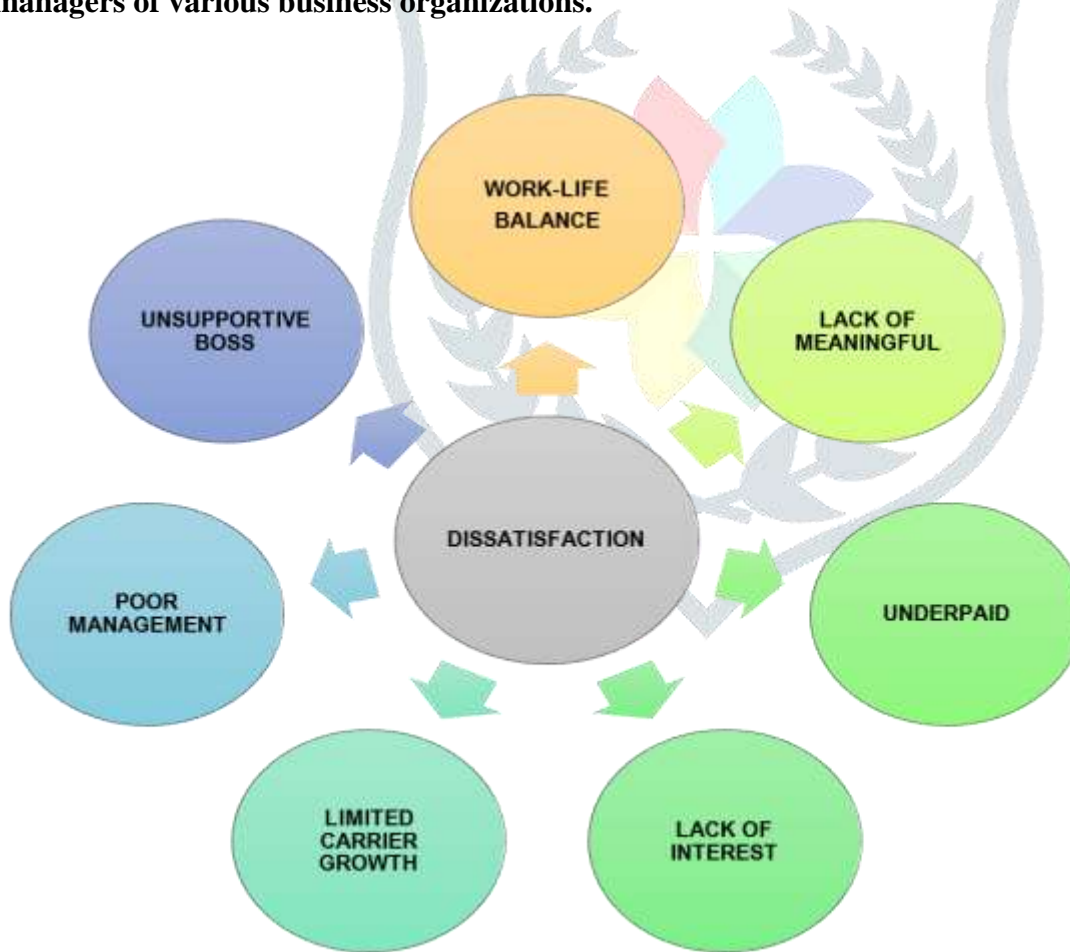 managers of various business organizations.
WORK-LIFE
BALANCE
UNSUPPORTIVE
BOSS
LACK OF
MEANINGFUL
DISSATISFACTION
POOR
MANAGEMENT
UNDERPAID
LIMITED
CARRIER
GROWTH
LACK OF
INTEREST